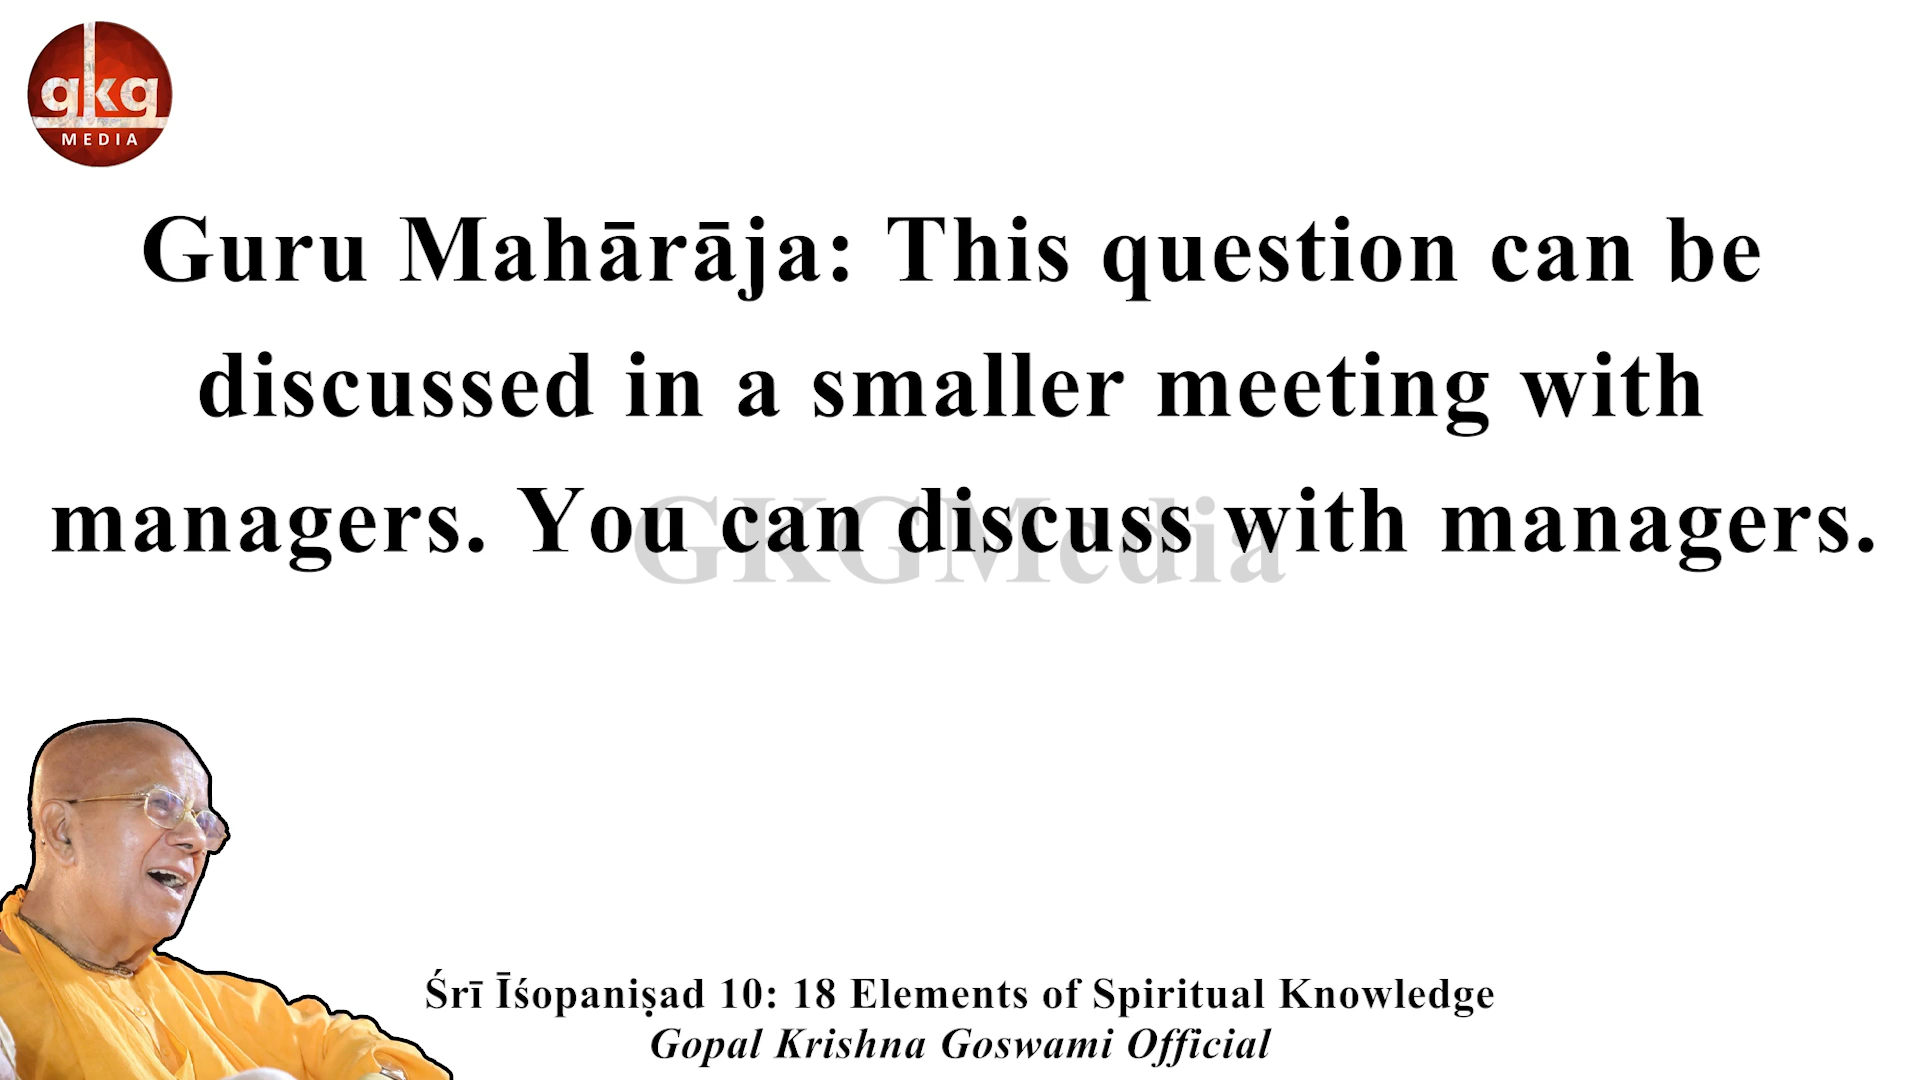 gkg
MEDIA
Guru Mahārāja: This question can be
discussed in a smaller meeting with
managers. You can discuss with managers.
GKGMedia
Śrī Īśopaniṣad 10: 18 Elements of Spiritual Knowledge
Gopal Krishna Goswami Official